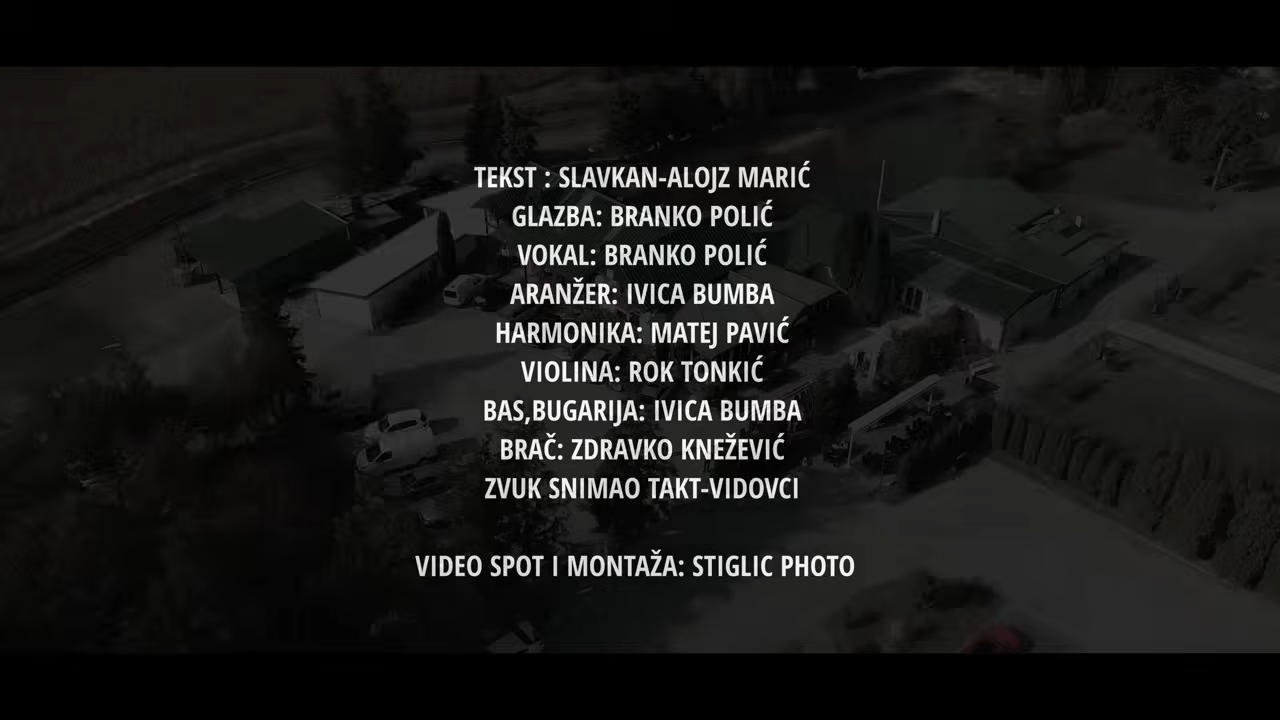 TEKST : SLAVKAN-ALOJZ MARIĆ
GLAZBA: BRANKO POLIĆ
VOKAL: BRANKO POLIĆ
ARANŽER: IVICA BUMBA
HARMONIKA: MATEJ PAVIĆ
VIOLINA: ROK TONKIĆ
BAS,BUGARIJA: IVICA BUMBA
BRAČ: ZDRAVKO KNEŽEVIĆ
ZVUK SNIMAO TAKT-VIDOVCI
VIDEO SPOT I MONTAŽA: STIGLIC PHOTO